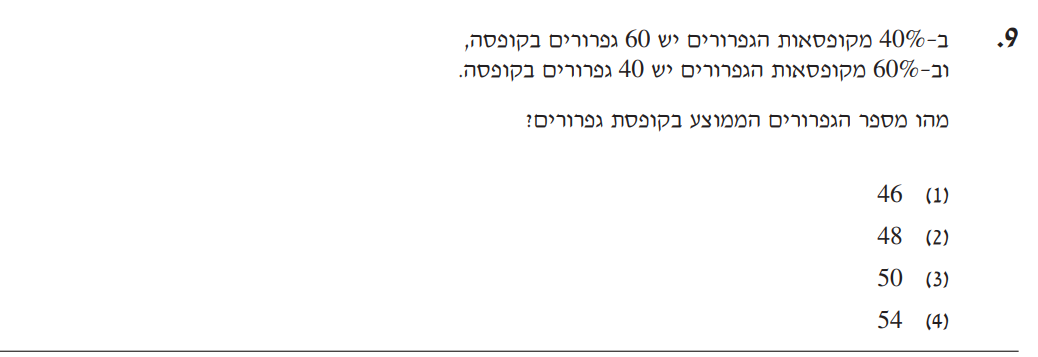 9. ב-40% מקופסאות הגפרורים יש 60 גפרורים בקופסה,
וב-60% מקופסאות הגפרורים יש 40 גפרורים בקופסה.
מהו מספר הגפרורים הממוצע בקופסת גפרורים?
(1) 46
(2) 48
(3) 50
(4) 54